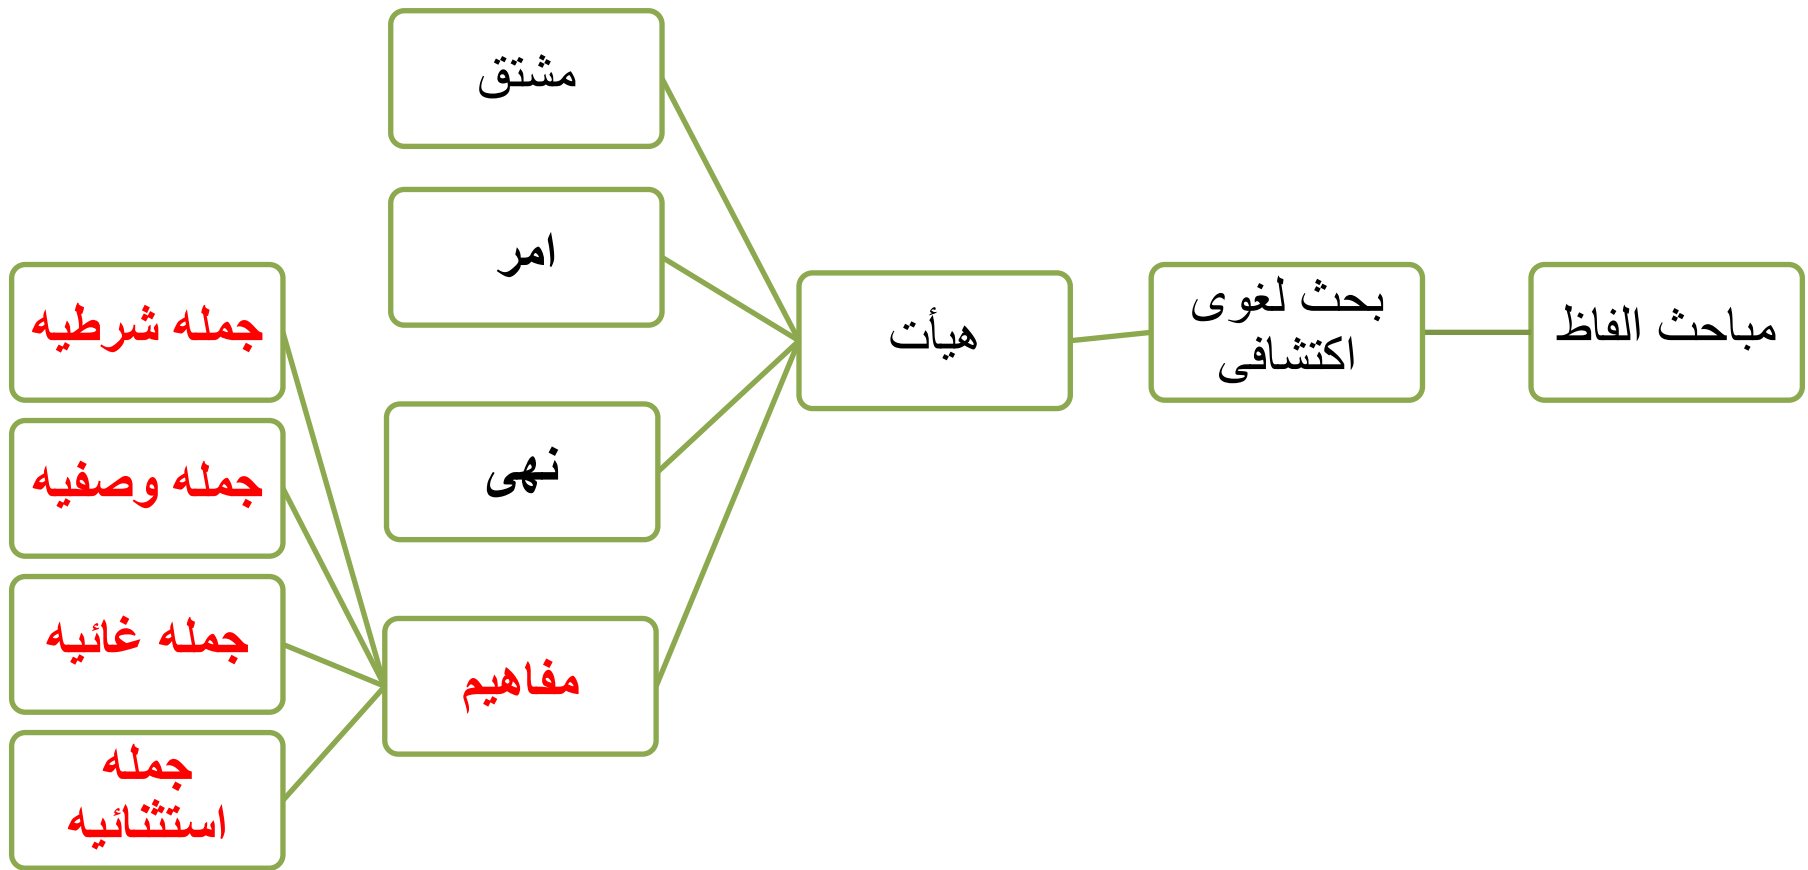 مباحث الفاظ
بحث لغوی
اکتشافی
هیأت
مشتق
امر
نهی
مفاهیم
جمله شرطیه
جمله وصفیه
جمله غائیه
جمله
استثنائیه